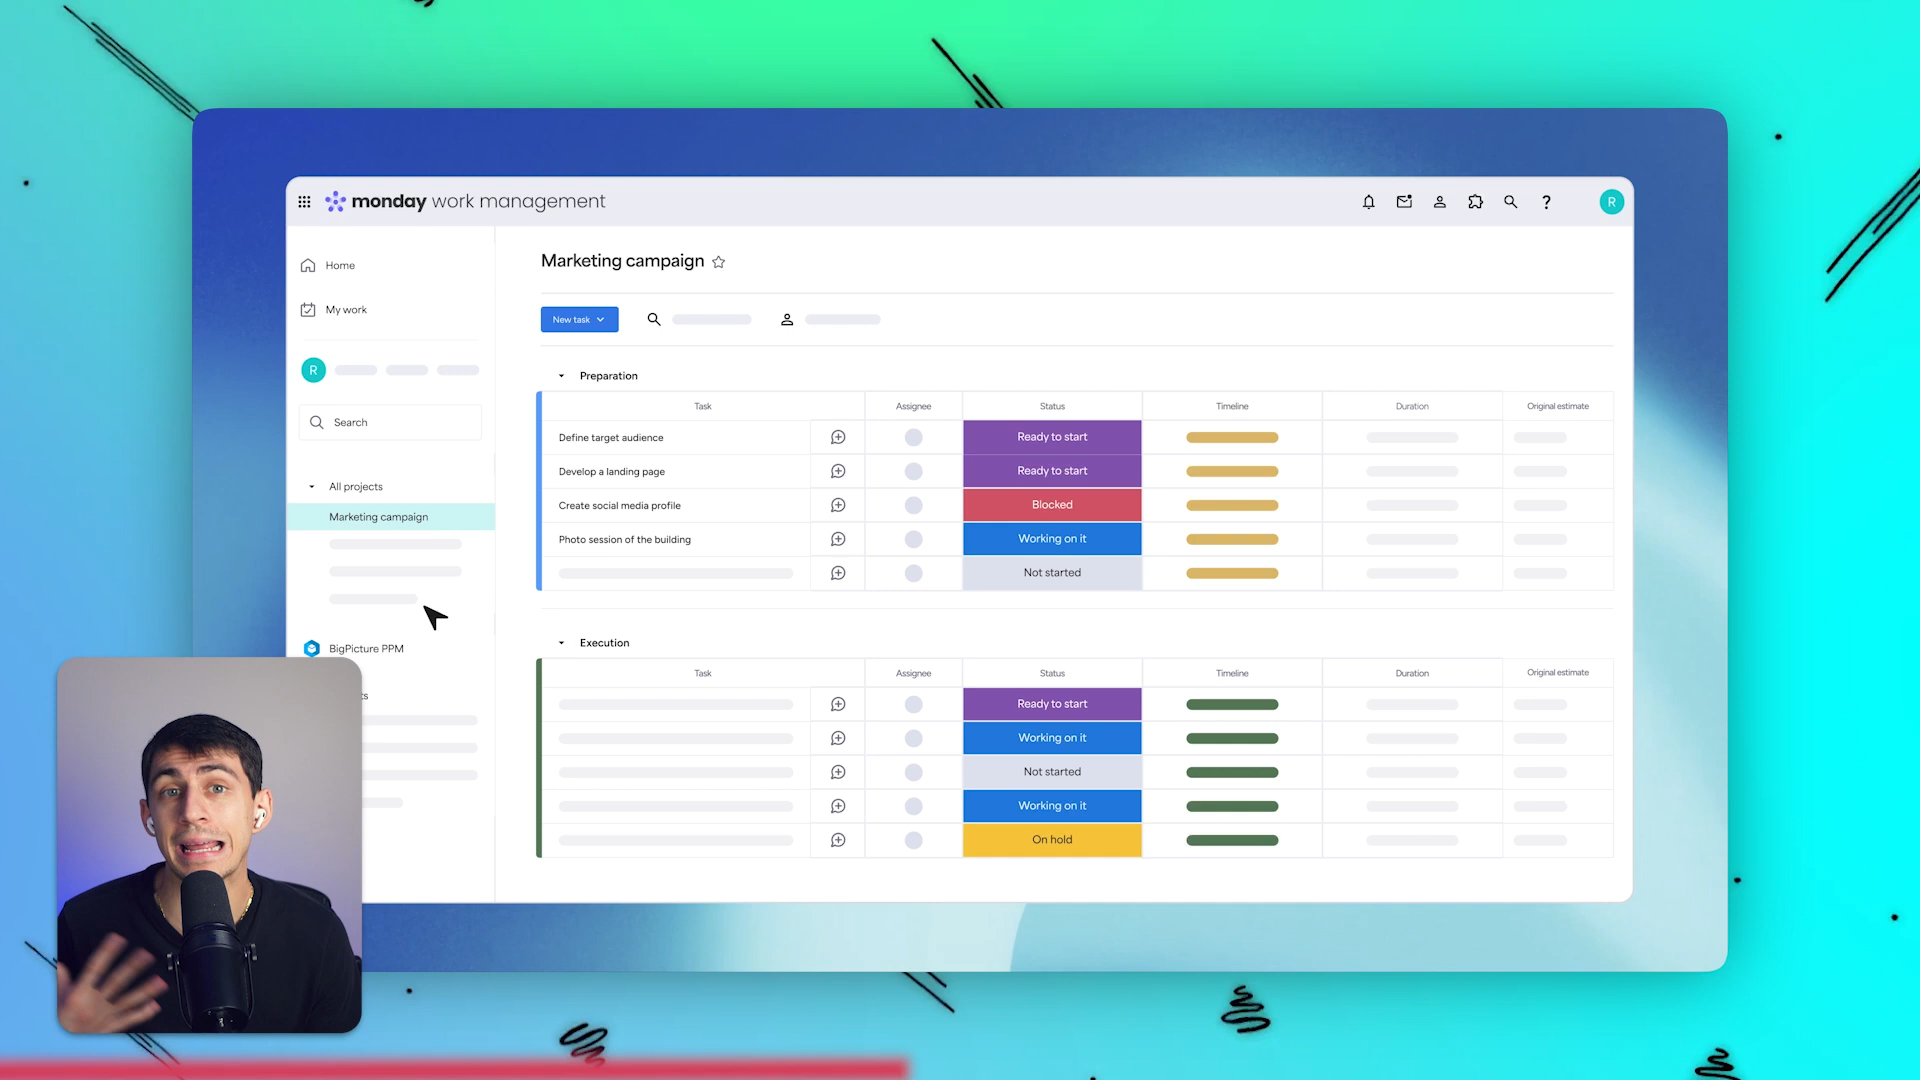 monday work management
R
Home
My work
R
Search
All projects
Marketing campaign
BigPicture PPM
Marketing campaign
New task
Preparation
Task Assignee Status Timeline Duration Original estimate
Define target audience Ready to start
Develop a landing page Ready to start
Create social media profile Blocked
Photo session of the building Working on it
Not started
Execution
Task Assignee Status Timeline Duration Original estimate
Ready to start
Working on it
Not started
Working on it
On hold